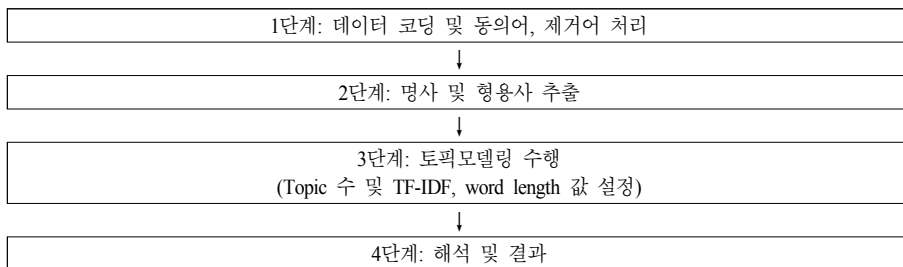 1단계: 데이터 코딩 및 동의어, 제거어 처리
2단계: 명사 및 형용사 추출
3단계: 토픽모델링 수행
(Topic 수 및 TF-IDF, word length 값 설정)
4단계: 해석 및 결과